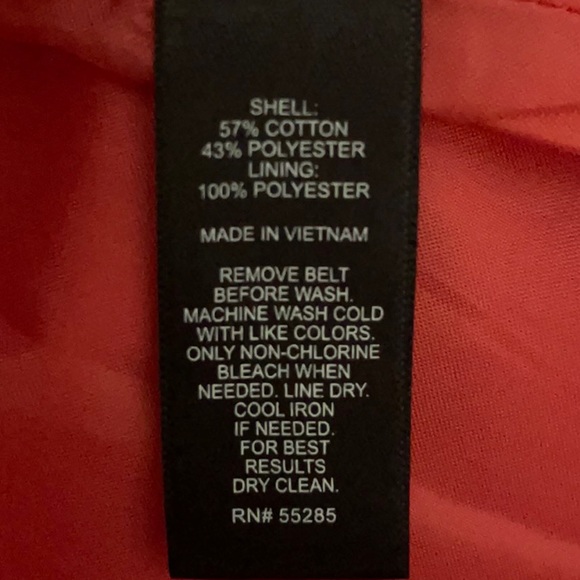 SHELL:
57% COTTON
43% POLYESTER
LINING:
100% POLYESTER
MADE IN VIETNAM
REMOVE BELT
BEFORE WASH.
MACHINE WASH COLD
WITH LIKE COLORS.
ONLY NON-CHLORINE
BLEACH WHEN
NEEDED. LINE DRY.
COOL IRON
IF NEEDED.
FOR BEST
RESULTS
DRY CLEAN.
RN# 55285